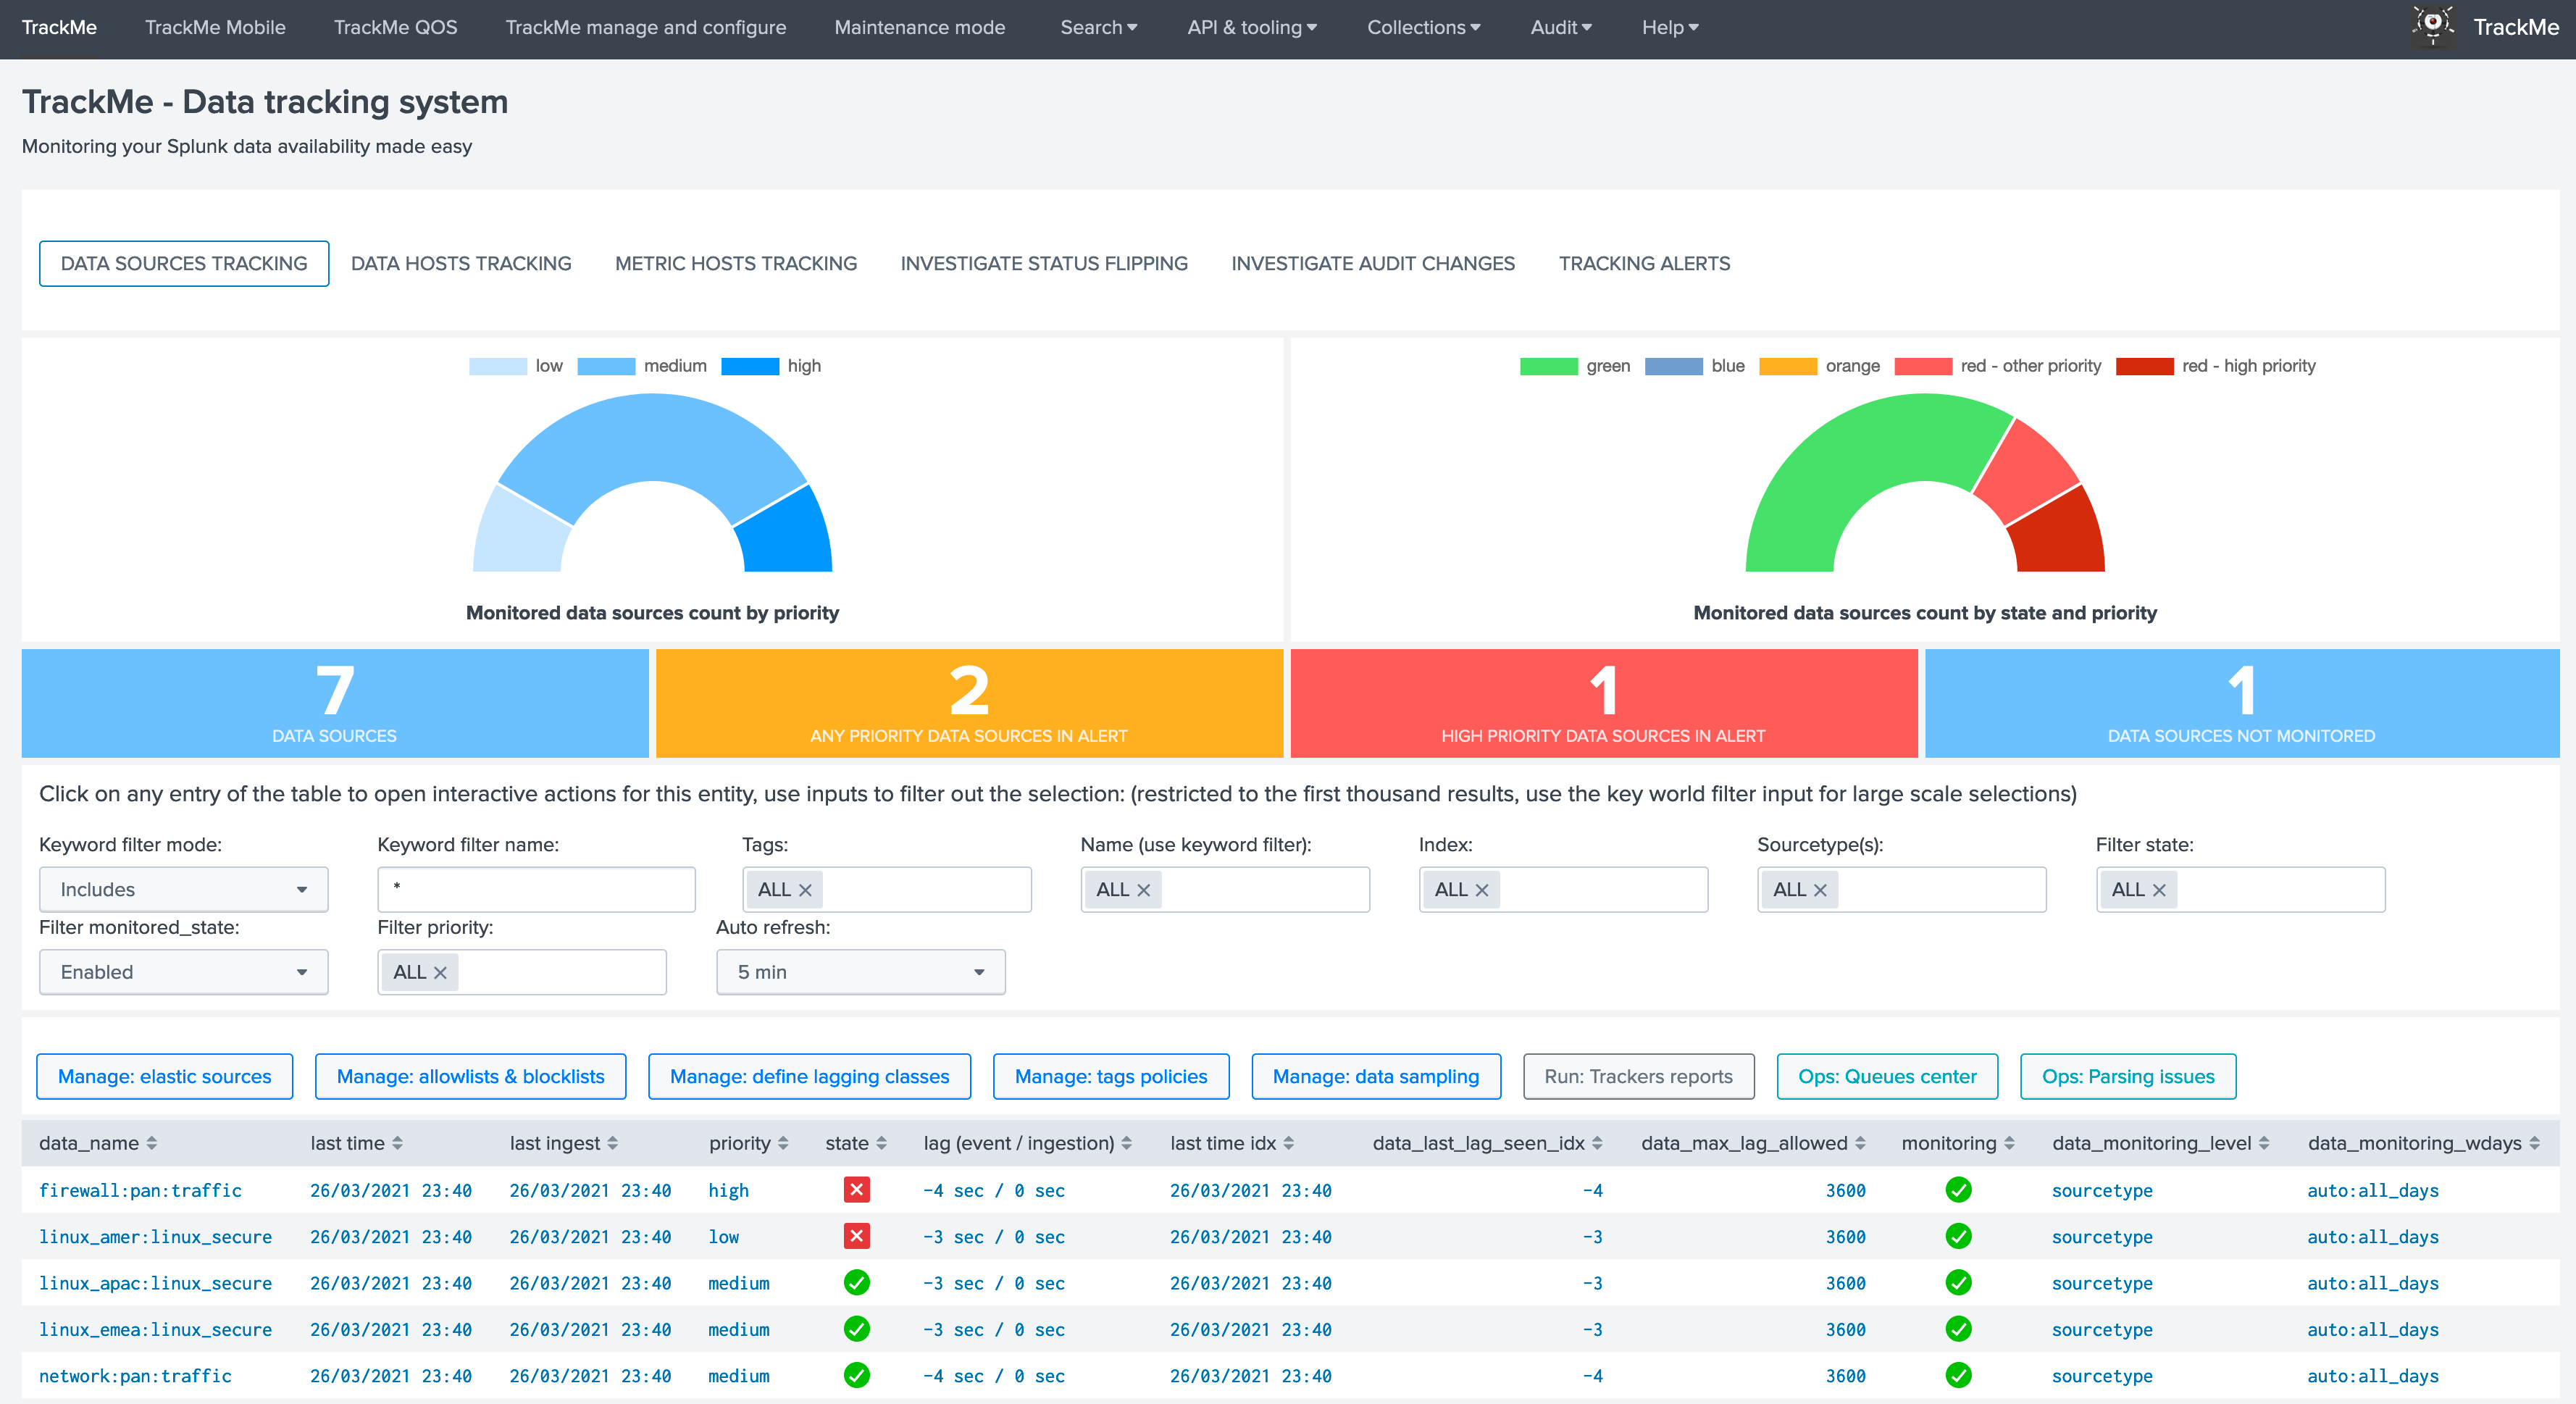 TrackMe TrackMe Mobile TrackMe QOS TrackMe manage and configure Maintenance mode Search API & tooling Collections Audit Help TrackMe
TrackMe - Data tracking system
Monitoring your Splunk data availability made easy
DATA SOURCES TRACKING DATA HOSTS TRACKING METRIC HOSTS TRACKING INVESTIGATE STATUS FLIPPING INVESTIGATE AUDIT CHANGES TRACKING ALERTS
low medium high
Monitored data sources count by priority
green blue orange red - other priority red - high priority
Monitored data sources count by state and priority
7
DATA SOURCES
2
ANY PRIORITY DATA SOURCES IN ALERT
1
HIGH PRIORITY DATA SOURCES IN ALERT
1
DATA SOURCES NOT MONITORED
Click on any entry of the table to open interactive actions for this entity, use inputs to filter out the selection: (restricted to the first thousand results, use the key world filter input for large scale selections)
Keyword filter mode: Keyword filter name: Tags: Name (use keyword filter): Index: Sourcetype(s): Filter state:
Includes * ALL ALL ALL ALL ALL
Filter monitored_state: Filter priority: Auto refresh:
Enabled ALL 5 min
Manage: elastic sources Manage: allowlists & blocklists Manage: define lagging classes Manage: tags policies Manage: data sampling Run: Trackers reports Ops: Queues center Ops: Parsing issues
data_name last time last ingest priority state lag (event / ingestion) last time idx data_last_lag_seen_idx data_max_lag_allowed monitoring data_monitoring_level data_monitoring_wdays
firewall:pan:traffic 26/03/2021 23:40 26/03/2021 23:40 high -4 sec / 0 sec 26/03/2021 23:40 -4 3600 sourcetype auto:all_days
linux_amer:linux_secure 26/03/2021 23:40 26/03/2021 23:40 low -3 sec / 0 sec 26/03/2021 23:40 -3 3600 sourcetype auto:all_days
linux_apac:linux_secure 26/03/2021 23:40 26/03/2021 23:40 medium -3 sec / 0 sec 26/03/2021 23:40 -3 3600 sourcetype auto:all_days
linux_emea:linux_secure 26/03/2021 23:40 26/03/2021 23:40 medium -3 sec / 0 sec 26/03/2021 23:40 -3 3600 sourcetype auto:all_days
network:pan:traffic 26/03/2021 23:40 26/03/2021 23:40 medium -4 sec / 0 sec 26/03/2021 23:40 -4 3600 sourcetype auto:all_days